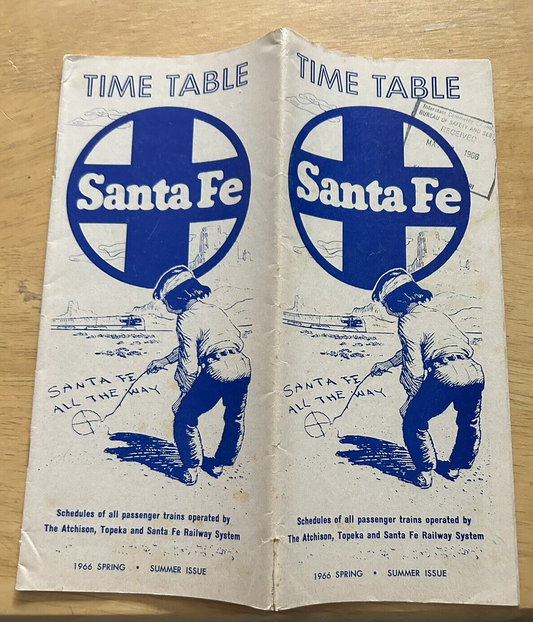 TIME TABLE
Santa Fe
SANTA FE
ALL THE WAY
Schedules of all passenger trains operated by
The Atchison, Topeka and Santa Fe Railway System
1966 SPRING • SUMMER ISSUE
TIME TABLE
Interstate Commerce
BUREAU OF SAFETY AND
RECEIVED
1966
Santa Fe
SANTA FE
ALL THE WAY
Schedules of all passenger trains operated by
The Atchison, Topeka and Santa Fe Railway System
1966 SPRING • SUMMER ISSUE